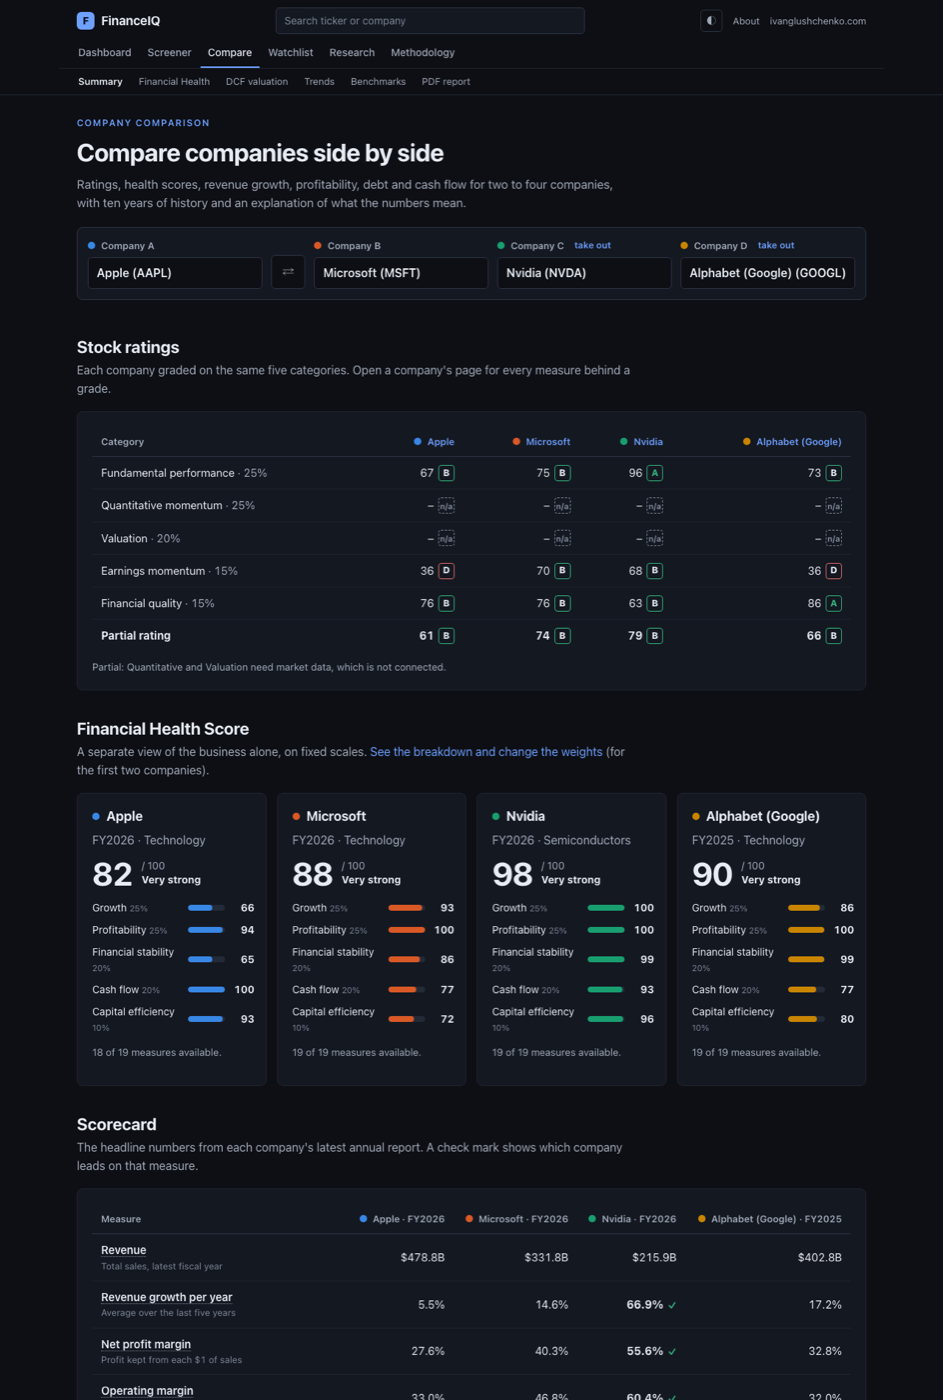 F FinanceIQ
Search ticker or company
About ivanglushchenko.com
Dashboard Screener Compare Watchlist Research Methodology
Summary Financial Health DCF valuation Trends Benchmarks PDF report
COMPANY COMPARISON
Compare companies side by side
Ratings, health scores, revenue growth, profitability, debt and cash flow for two to four companies,
with ten years of history and an explanation of what the numbers mean.
Company A Company B Company C take out Company D take out
Apple (AAPL) ⇄ Microsoft (MSFT) Nvidia (NVDA) Alphabet (Google) (GOOGL)
Stock ratings
Each company graded on the same five categories. Open a company's page for every measure behind a
grade.
Category Apple Microsoft Nvidia Alphabet (Google)
Fundamental performance · 25% 67 B 75 B 96 A 73 B
Quantitative momentum · 25% – n/a – n/a – n/a – n/a
Valuation · 20% – n/a – n/a – n/a – n/a
Earnings momentum · 15% 36 D 70 B 68 B 36 D
Financial quality · 15% 76 B 76 B 63 B 86 A
Partial rating 61 B 74 B 79 B 66 B
Partial: Quantitative and Valuation need market data, which is not connected.
Financial Health Score
A separate view of the business alone, on fixed scales. See the breakdown and change the weights (for
the first two companies).
Apple
FY2026 · Technology
82 / 100
Very strong
Growth 25% 66
Profitability 25% 94
Financial stability
20% 65
Cash flow 20% 100
Capital efficiency
10% 93
18 of 19 measures available.
Microsoft
FY2026 · Technology
88 / 100
Very strong
Growth 25% 93
Profitability 25% 100
Financial stability
20% 86
Cash flow 20% 77
Capital efficiency
10% 72
19 of 19 measures available.
Nvidia
FY2026 · Semiconductors
98 / 100
Very strong
Growth 25% 100
Profitability 25% 100
Financial stability
20% 99
Cash flow 20% 93
Capital efficiency
10% 96
19 of 19 measures available.
Alphabet (Google)
FY2025 · Technology
90 / 100
Very strong
Growth 25% 86
Profitability 25% 100
Financial stability
20% 99
Cash flow 20% 77
Capital efficiency
10% 80
19 of 19 measures available.
Scorecard
The headline numbers from each company's latest annual report. A check mark shows which company
leads on that measure.
Measure Apple · FY2026 Microsoft · FY2026 Nvidia · FY2026 Alphabet (Google) · FY2025
Revenue $478.8B $331.8B $215.9B $402.8B
Total sales, latest fiscal year
Revenue growth per year 5.5% 14.6% 66.9% ✓ 17.2%
Average over the last five years
Net profit margin 27.6% 40.3% 55.6% ✓ 32.8%
Profit kept from each $1 of sales
Operating margin 33.0% 46.8% 60.4% ✓ 32.0%